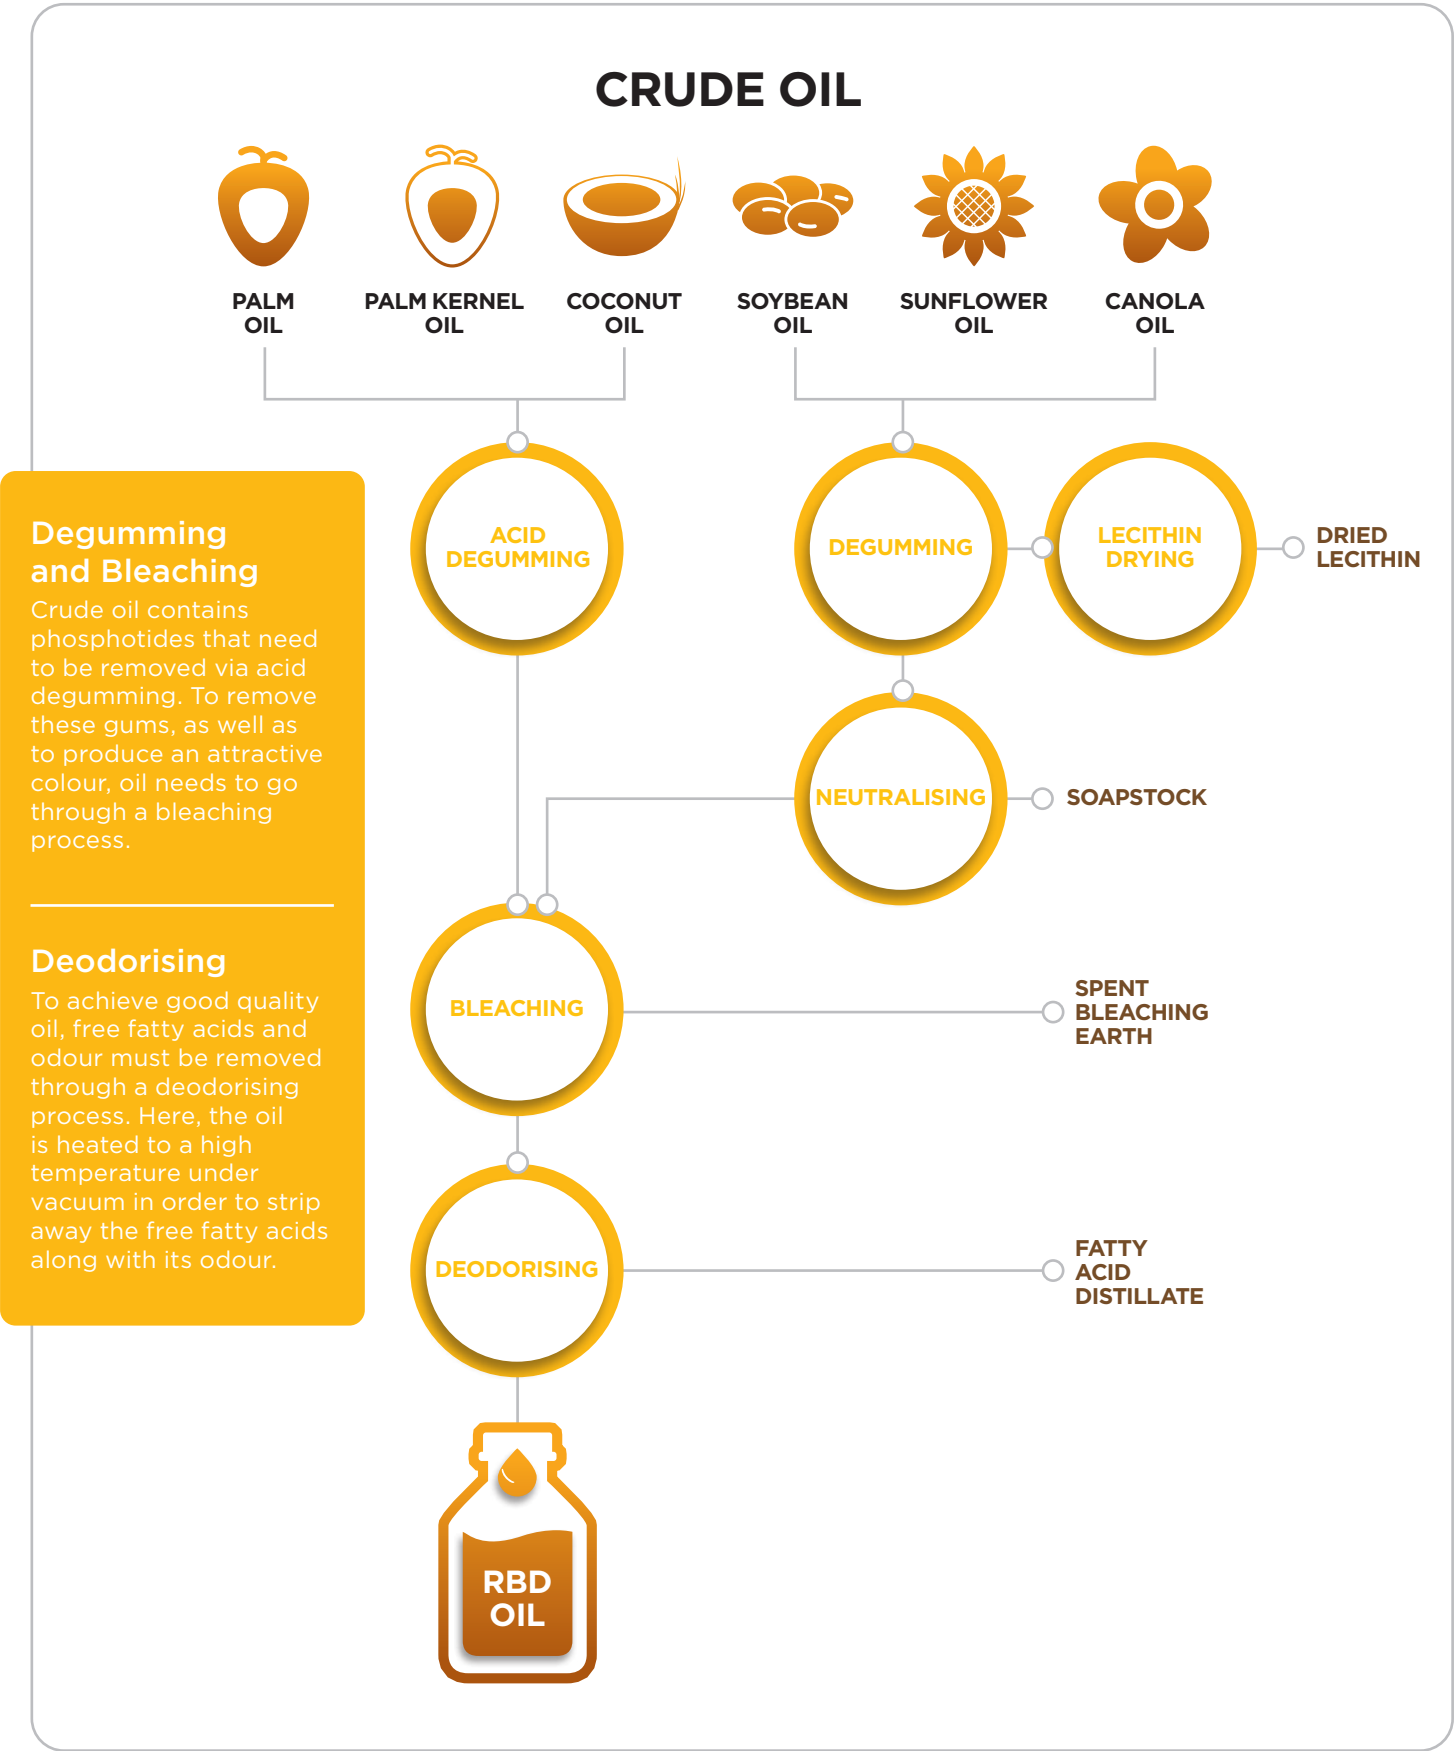 CRUDE OIL
PALM
OIL
PALM KERNEL
OIL
COCONUT
OIL
SOYBEAN
OIL
SUNFLOWER
OIL
CANOLA
OIL
ACID
DEGUMMING
DEGUMMING
LECITHIN
DRYING
DRIED
LECITHIN
Degumming
and Bleaching
Crude oil contains
phosphotides that need
to be removed via acid
degumming. To remove
these gums, as well as
to produce an attractive
colour, oil needs to go
through a bleaching
process.
NEUTRALISING
SOAPSTOCK
Deodorising
To achieve good quality
oil, free fatty acids and
odour must be removed
through a deodorising
process. Here, the oil
is heated to a high
temperature under
vacuum in order to strip
away the free fatty acids
along with its odour.
BLEACHING
SPENT
BLEACHING
EARTH
DEODORISING
FATTY
ACID
DISTILLATE
RBD
OIL